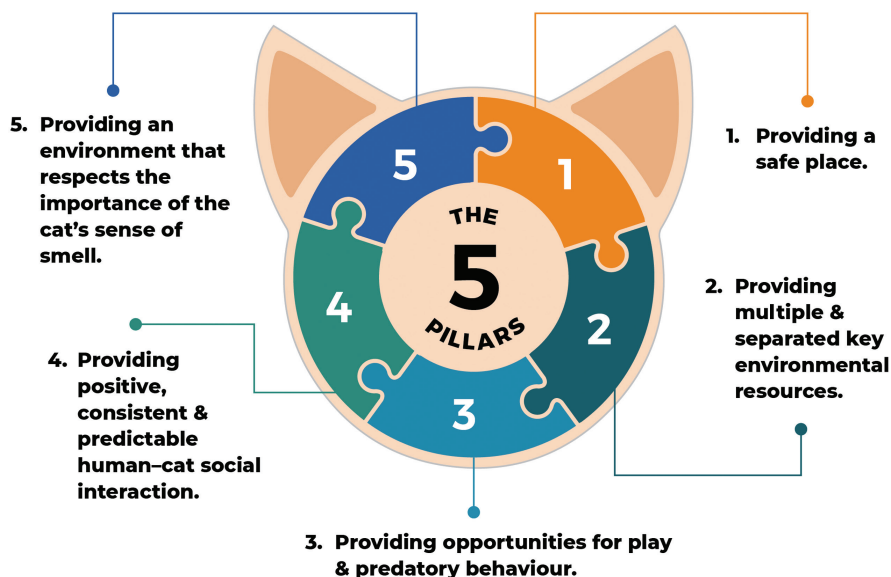 THE
5
PILLARS
1
2
3
4
5
1. Providing a
safe place.
2. Providing
multiple &
separated key
environmental
resources.
3. Providing opportunities for play
& predatory behaviour.
4. Providing
positive,
consistent &
predictable
human–cat social
interaction.
5. Providing an
environment that
respects the
importance of the
cat's sense of
smell.